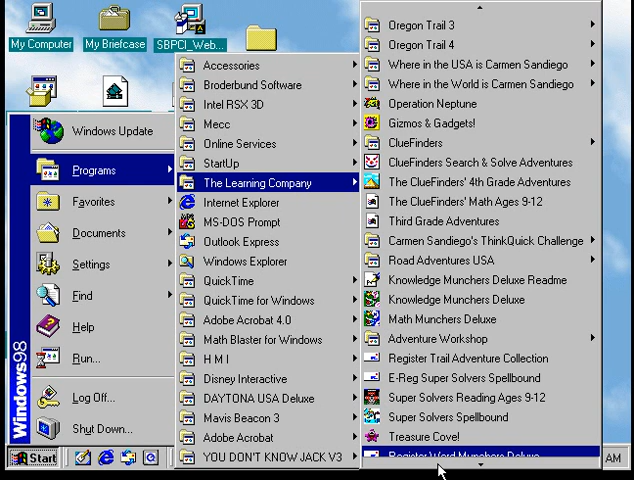 My Computer
My Briefcase
SBPCI_Web...
Windows Update
Programs
Favorites
Documents
Settings
Find
Help
Run...
Log Off...
Shut Down...
Windows98
Start
Accessories
Broderbund Software
Intel RSX 3D
Mecc
Online Services
StartUp
The Learning Company
Internet Explorer
MS-DOS Prompt
Outlook Express
Windows Explorer
QuickTime
QuickTime for Windows
Adobe Acrobat 4.0
Math Blaster for Windows
H M I
Disney Interactive
DAYTONA USA Deluxe
Mavis Beacon 3
Adobe Acrobat
YOU DON'T KNOW JACK V3
Oregon Trail 3
Oregon Trail 4
Where in the USA is Carmen Sandiego
Where in the World is Carmen Sandiego
Operation Neptune
Gizmos & Gadgets!
ClueFinders
ClueFinders Search & Solve Adventures
The ClueFinders' 4th Grade Adventures
The ClueFinders' Math Ages 9-12
Third Grade Adventures
Carmen Sandiego's ThinkQuick Challenge
Road Adventures USA
Knowledge Munchers Deluxe Readme
Knowledge Munchers Deluxe
Math Munchers Deluxe
Adventure Workshop
Register Trail Adventure Collection
E-Reg Super Solvers Spellbound
Super Solvers Reading Ages 9-12
Super Solvers Spellbound
Treasure Cove!
Register Word Munchers Deluxe
AM